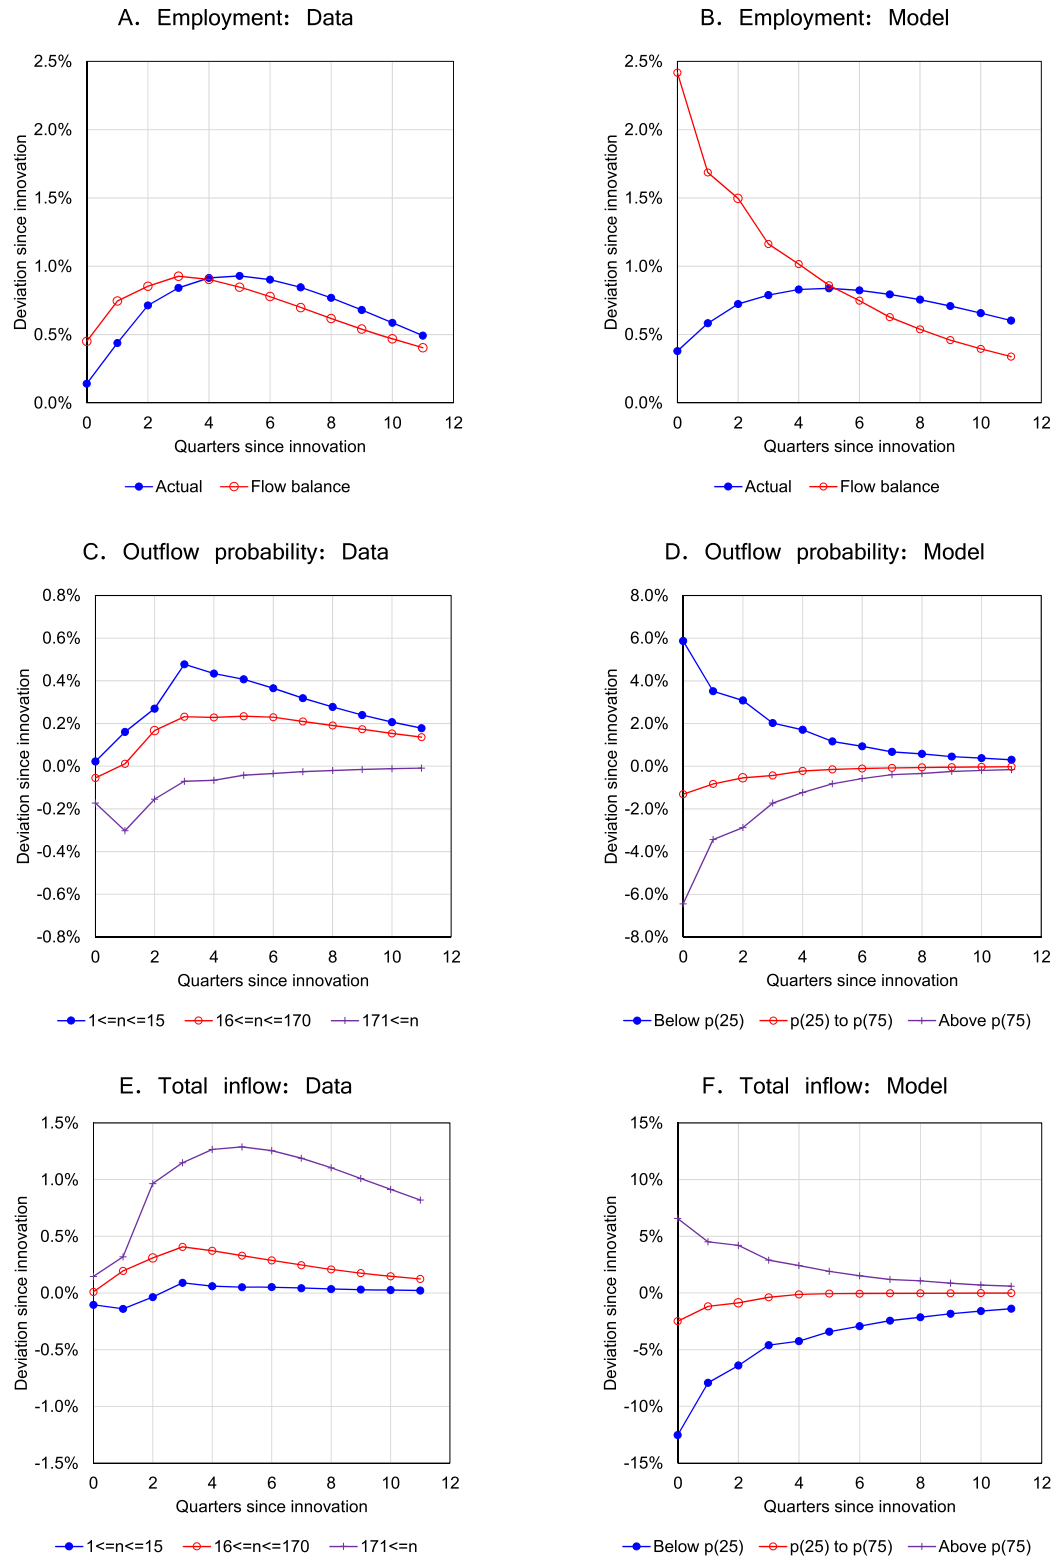 A. Employment: Data
Deviation since innovation
2.5%
2.0%
1.5%
1.0%
0.5%
0.0%
0 2 4 6 8 10 12
Quarters since innovation
Actual Flow balance
B. Employment: Model
Deviation since innovation
2.5%
2.0%
1.5%
1.0%
0.5%
0.0%
0 2 4 6 8 10 12
Quarters since innovation
Actual Flow balance
C. Outflow probability: Data
Deviation since innovation
0.8%
0.6%
0.4%
0.2%
0.0%
-0.2%
-0.4%
-0.6%
-0.8%
0 2 4 6 8 10 12
Quarters since innovation
1<=n<=15 16<=n<=170 171<=n
D. Outflow probability: Model
Deviation since innovation
8.0%
6.0%
4.0%
2.0%
0.0%
-2.0%
-4.0%
-6.0%
-8.0%
0 2 4 6 8 10 12
Quarters since innovation
Below p(25) p(25) to p(75) Above p(75)
E. Total inflow: Data
Deviation since innovation
1.5%
1.0%
0.5%
0.0%
-0.5%
-1.0%
-1.5%
0 2 4 6 8 10 12
Quarters since innovation
1<=n<=15 16<=n<=170 171<=n
F. Total inflow: Model
Deviation since innovation
15%
10%
5%
0%
-5%
-10%
-15%
0 2 4 6 8 10 12
Quarters since innovation
Below p(25) p(25) to p(75) Above p(75)